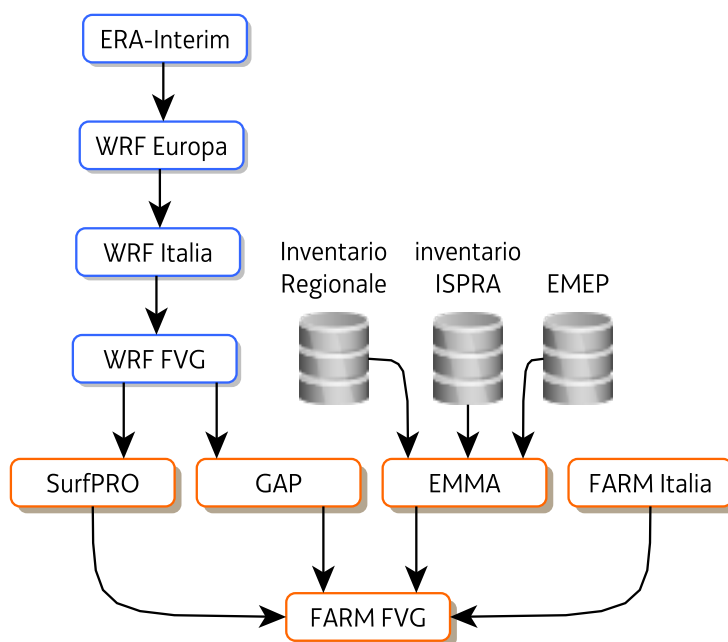 ERA-Interim
WRF Europa
WRF Italia
Inventario
Regionale
inventario
ISPRA
EMEP
WRF FVG
SurfPRO
GAP
EMMA
FARM Italia
FARM FVG